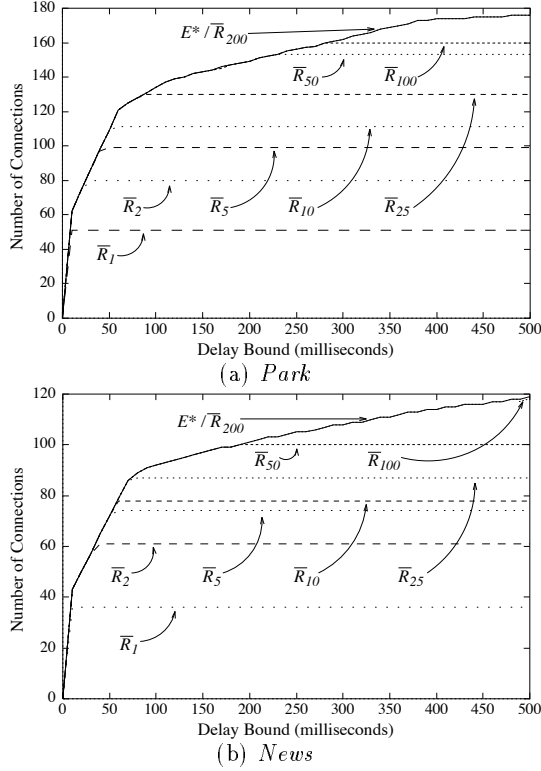 180
160
140
120
100
80
60
40
20
0
Number of Connections
E*/R̅200
R̅50
R̅100
R̅2
R̅5
R̅10
R̅25
R̅1
0 50 100 150 200 250 300 350 400 450 500
Delay Bound (milliseconds)
(a) Park
120
100
80
60
40
20
0
Number of Connections
E*/R̅200
R̅50
R̅100
R̅2
R̅5
R̅10
R̅25
R̅1
0 50 100 150 200 250 300 350 400 450 500
Delay Bound (milliseconds)
(b) News